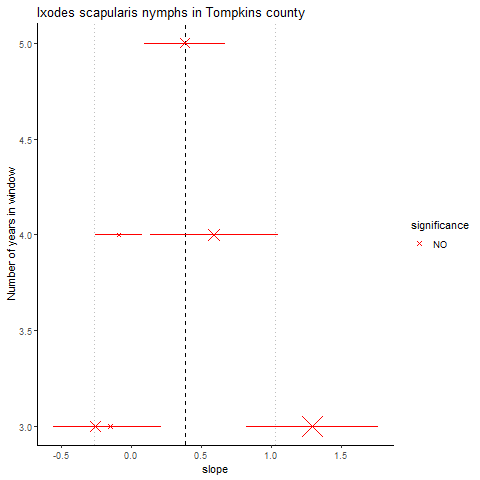 Ixodes scapularis nymphs in Tompkins county
Number of years in window
5.0
4.5
4.0
3.5
3.0
-0.5 0.0 0.5 1.0 1.5
slope
significance
NO